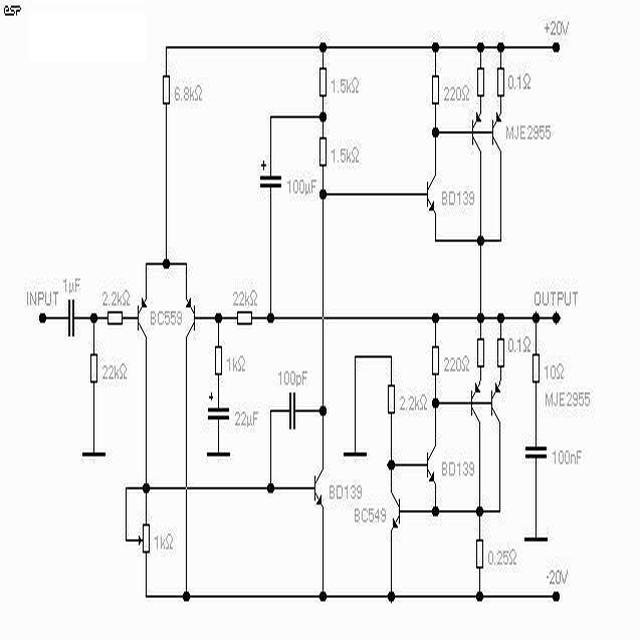 ESP
+20V
6.8kΩ
1.5kΩ
220Ω
0.1Ω
MJE2955
1.5kΩ
100µF
BD139
INPUT
1µF
2.2kΩ
BC559
22kΩ
OUTPUT
22kΩ
1kΩ
220Ω
0.1Ω
10Ω
100pF
2.2kΩ
MJE2955
22µF
BD139
100nF
BD139
BC549
1kΩ
0.25Ω
-20V